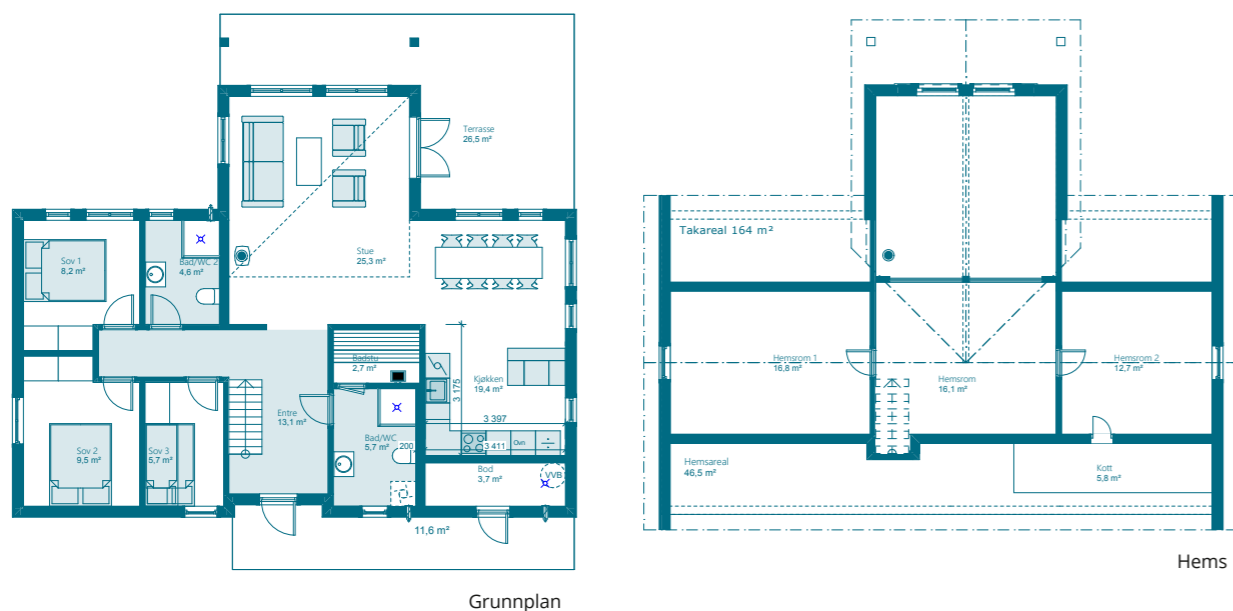 Terrasse
26,5 m²
Sov 1
8,2 m²
Bad/WC 2
4,6 m²
Stue
25,3 m²
Badstu
2,7 m²
Kjøkken
19,4 m²
3 175
3 397
3 411
Ovn
Entre
13,1 m²
Bad/WC
5,7 m²
200
Sov 2
9,5 m²
Sov 3
5,7 m²
Bod
3,7 m²
VVB
11,6 m²
Grunnplan
Takareal 164 m²
Hemsrom 1
16,8 m²
Hemsrom
16,1 m²
Hemsrom 2
12,7 m²
Hemsareal
46,5 m²
Kott
5,8 m²
Hems